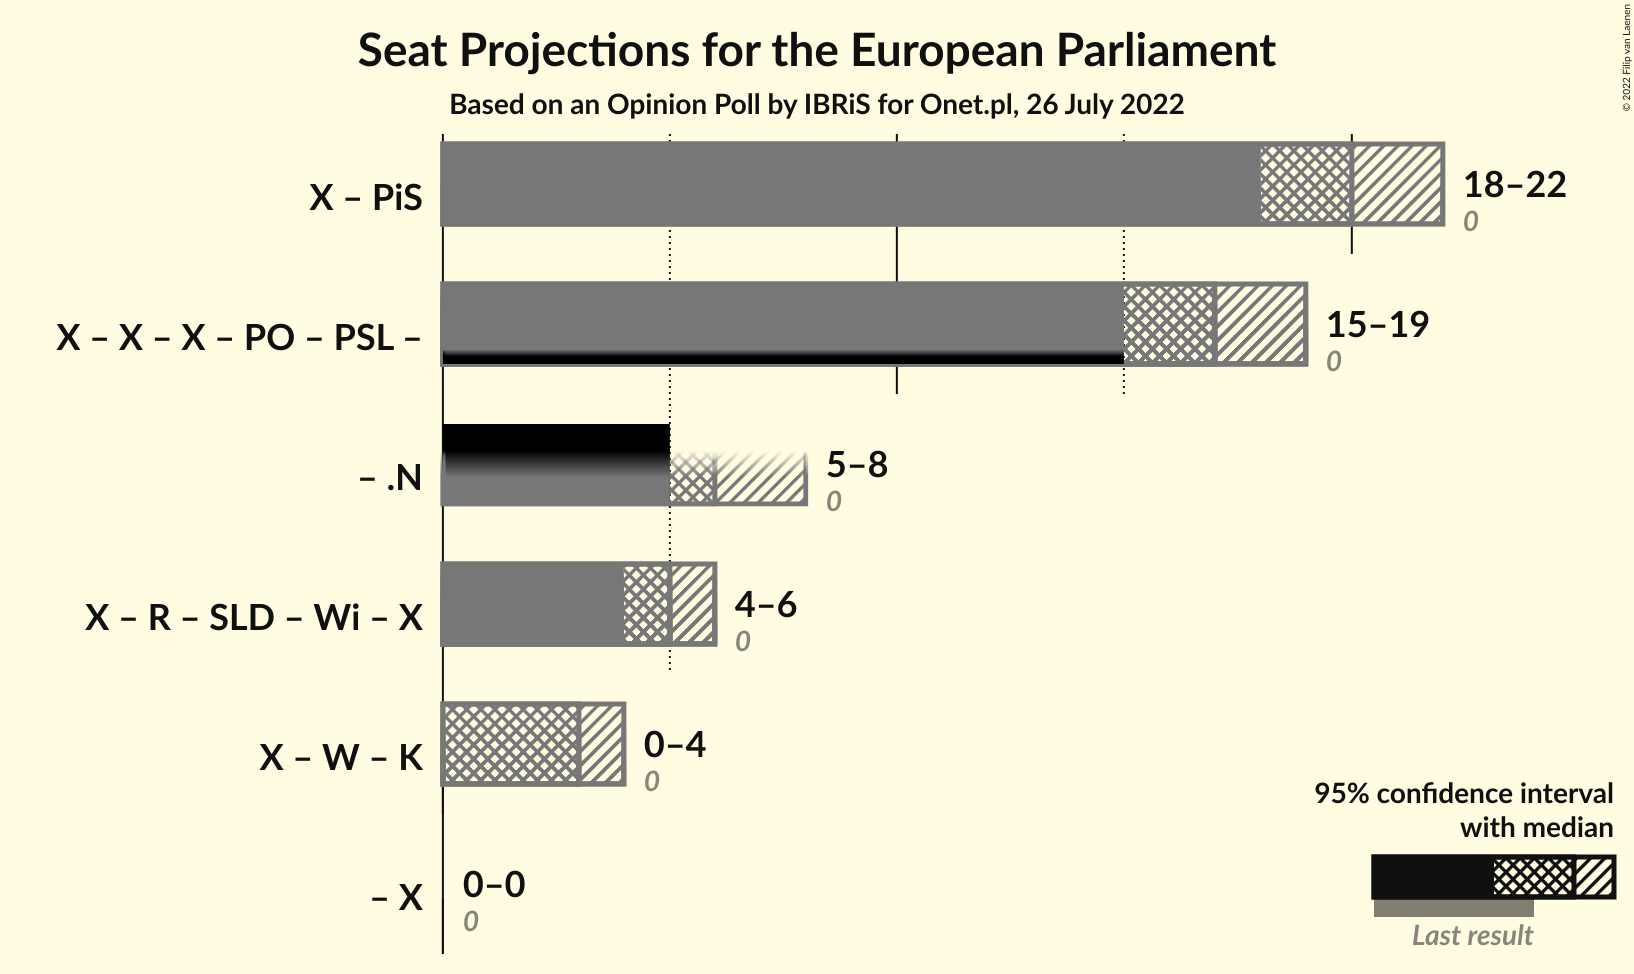 Seat Projections for the European Parliament
Based on an Opinion Poll by IBRiS for Onet.pl, 26 July 2022
© 2022 Filip van Laenen
X – PiS
18–22
0
X – X – X – PO – PSL –
15–19
0
– .N
5–8
0
X – R – SLD – Wi – X
4–6
0
X – W – K
0–4
0
– X
0–0
0
95% confidence interval
with median
Last result